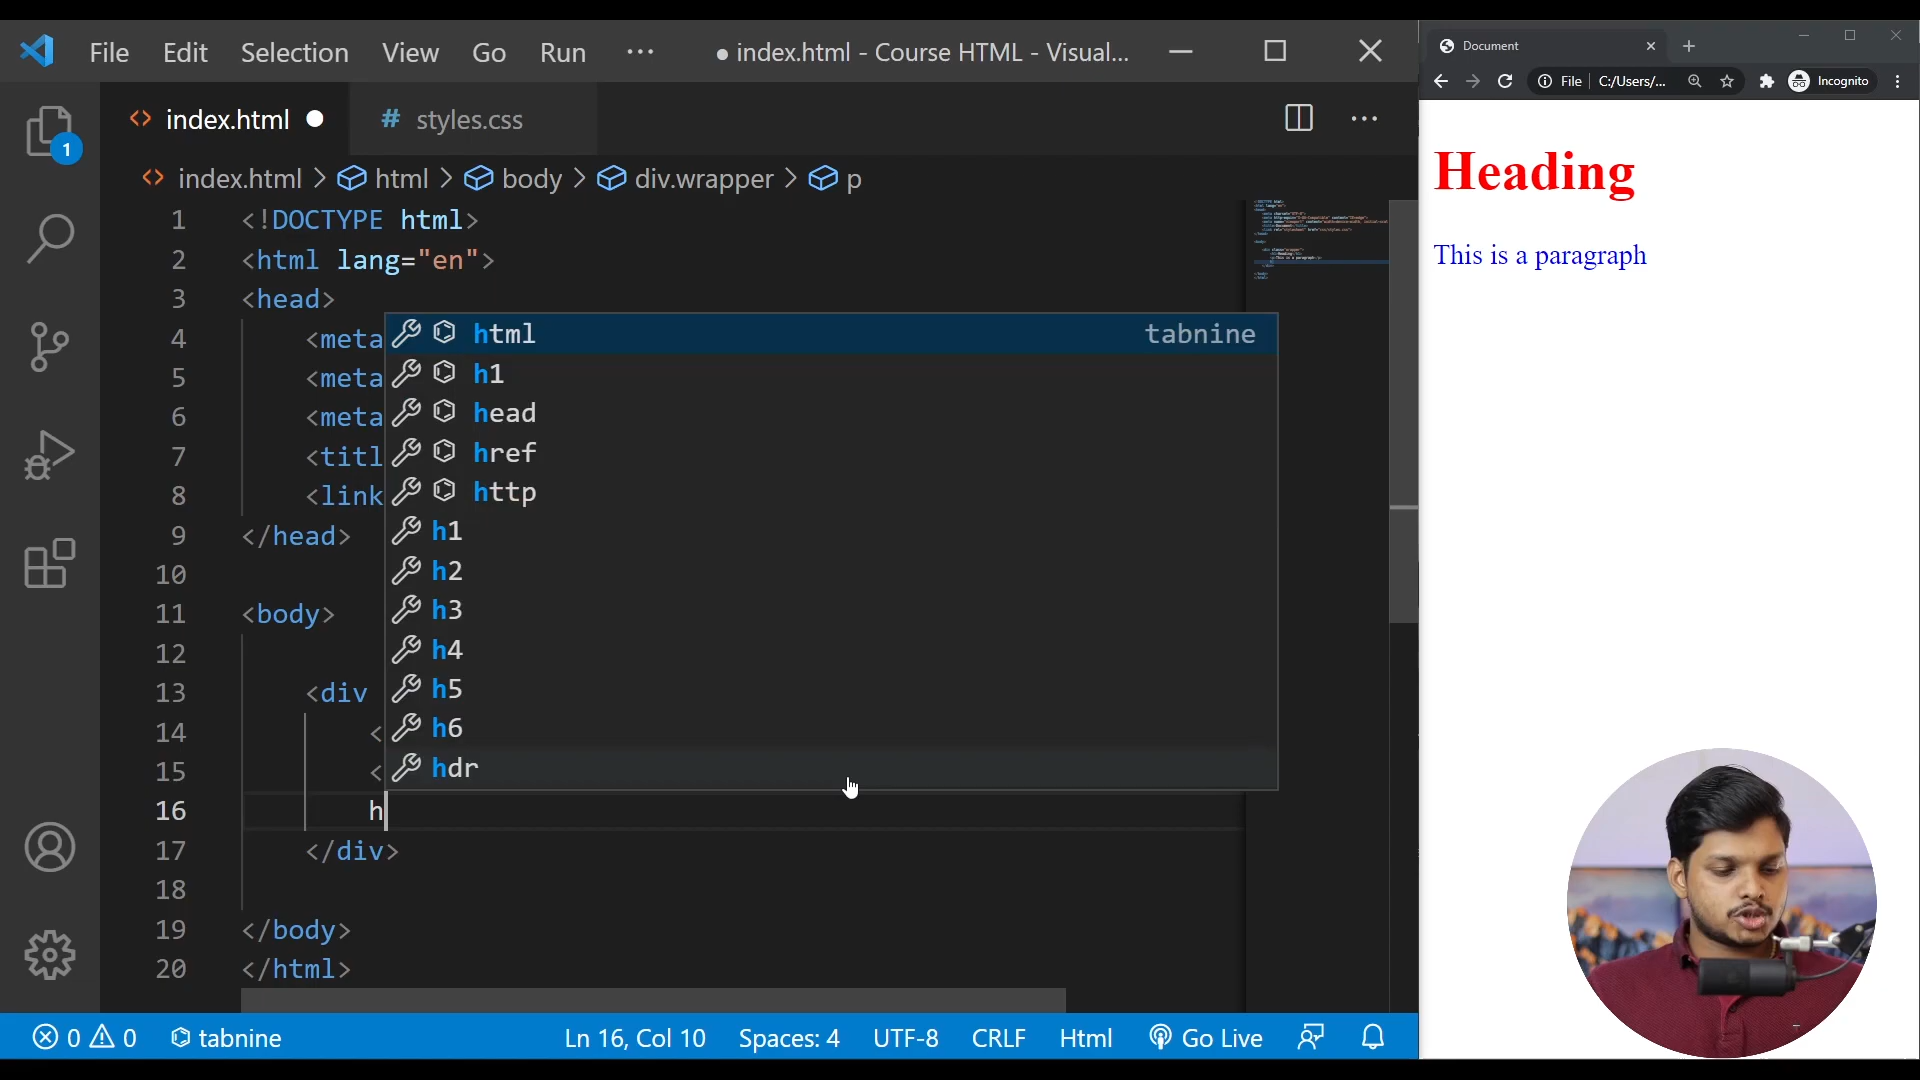 File Edit Selection View Go Run ··· ● index.html - Course HTML - Visual...
index.html ● # styles.css
1
index.html > html > body > div.wrapper > p
1 <!DOCTYPE html>
2 <html lang="en">
3 <head>
4 <meta
5 <meta
6 <meta
7 <titl
8 <link
9 </head>
10
11 <body>
12
13 <div
14 <
15 <
16 h
17 </div>
18
19 </body>
20 </html>
html tabnine
h1
head
href
http
h1
h2
h3
h4
h5
h6
hdr
0 0 tabnine Ln 16, Col 10 Spaces: 4 UTF-8 CRLF Html Go Live
Document
File C:/Users/... Incognito
Heading
This is a paragraph